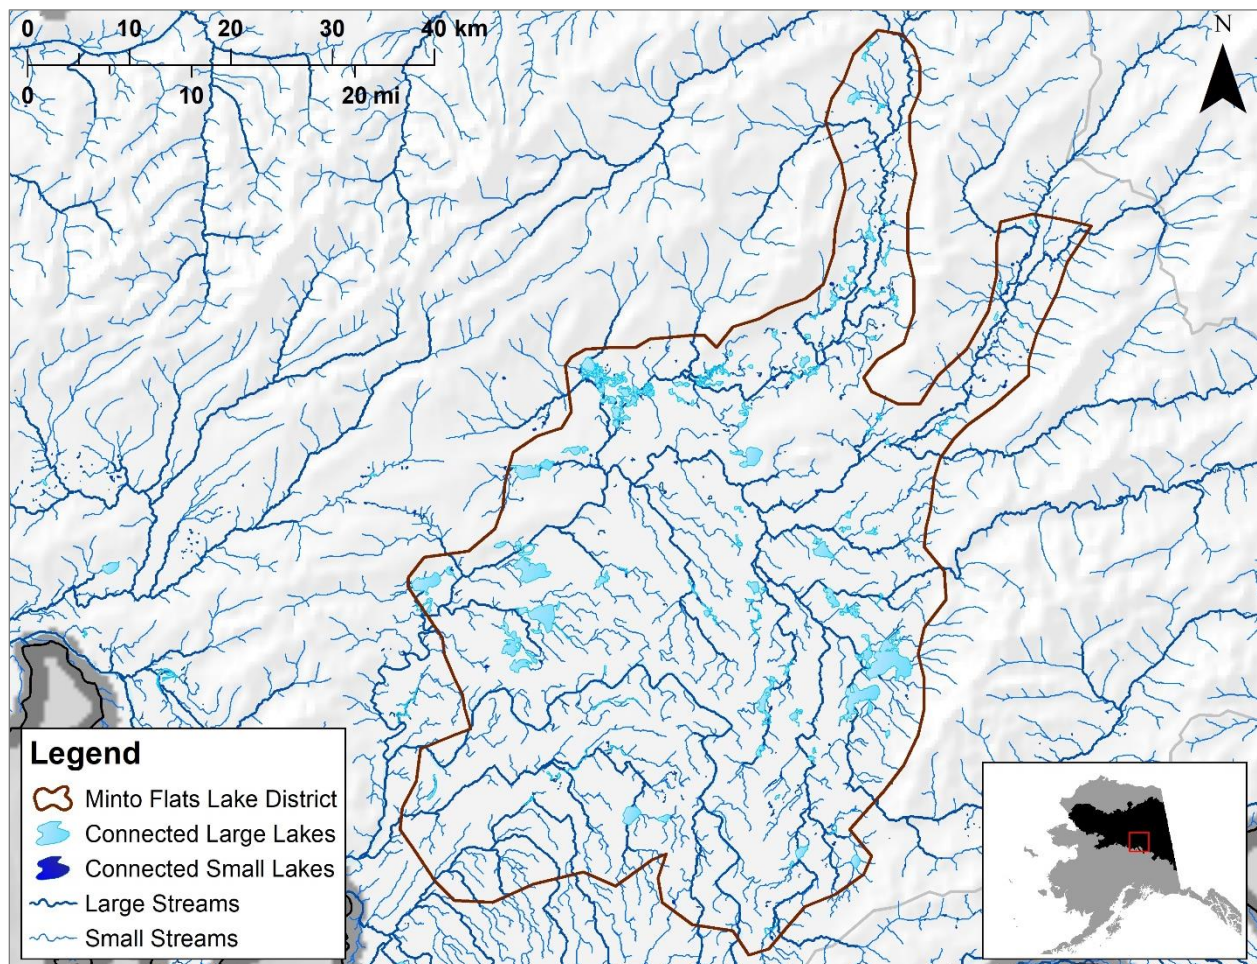 0 10 20 30 40 km
0 10 20 mi
N
Legend
Minto Flats Lake District
Connected Large Lakes
Connected Small Lakes
Large Streams
Small Streams